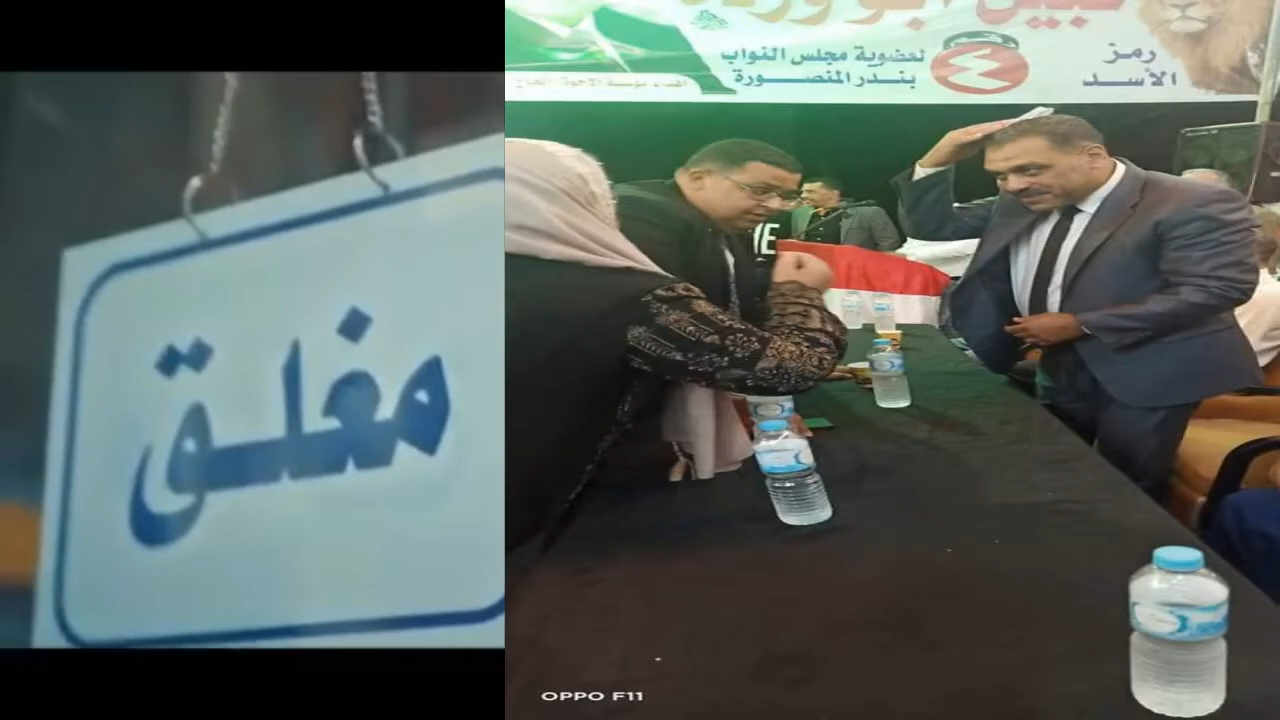 مغلق
لعضوية مجلس النواب
بندر المنصورة
رمز
الأسد
OPPO F11